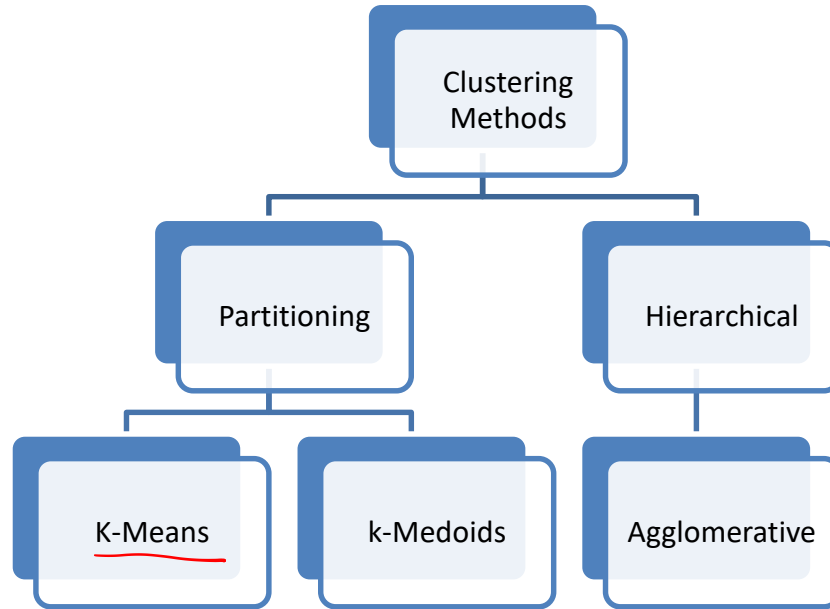 Clustering
Methods
Partitioning
Hierarchical
K-Means
k-Medoids
Agglomerative